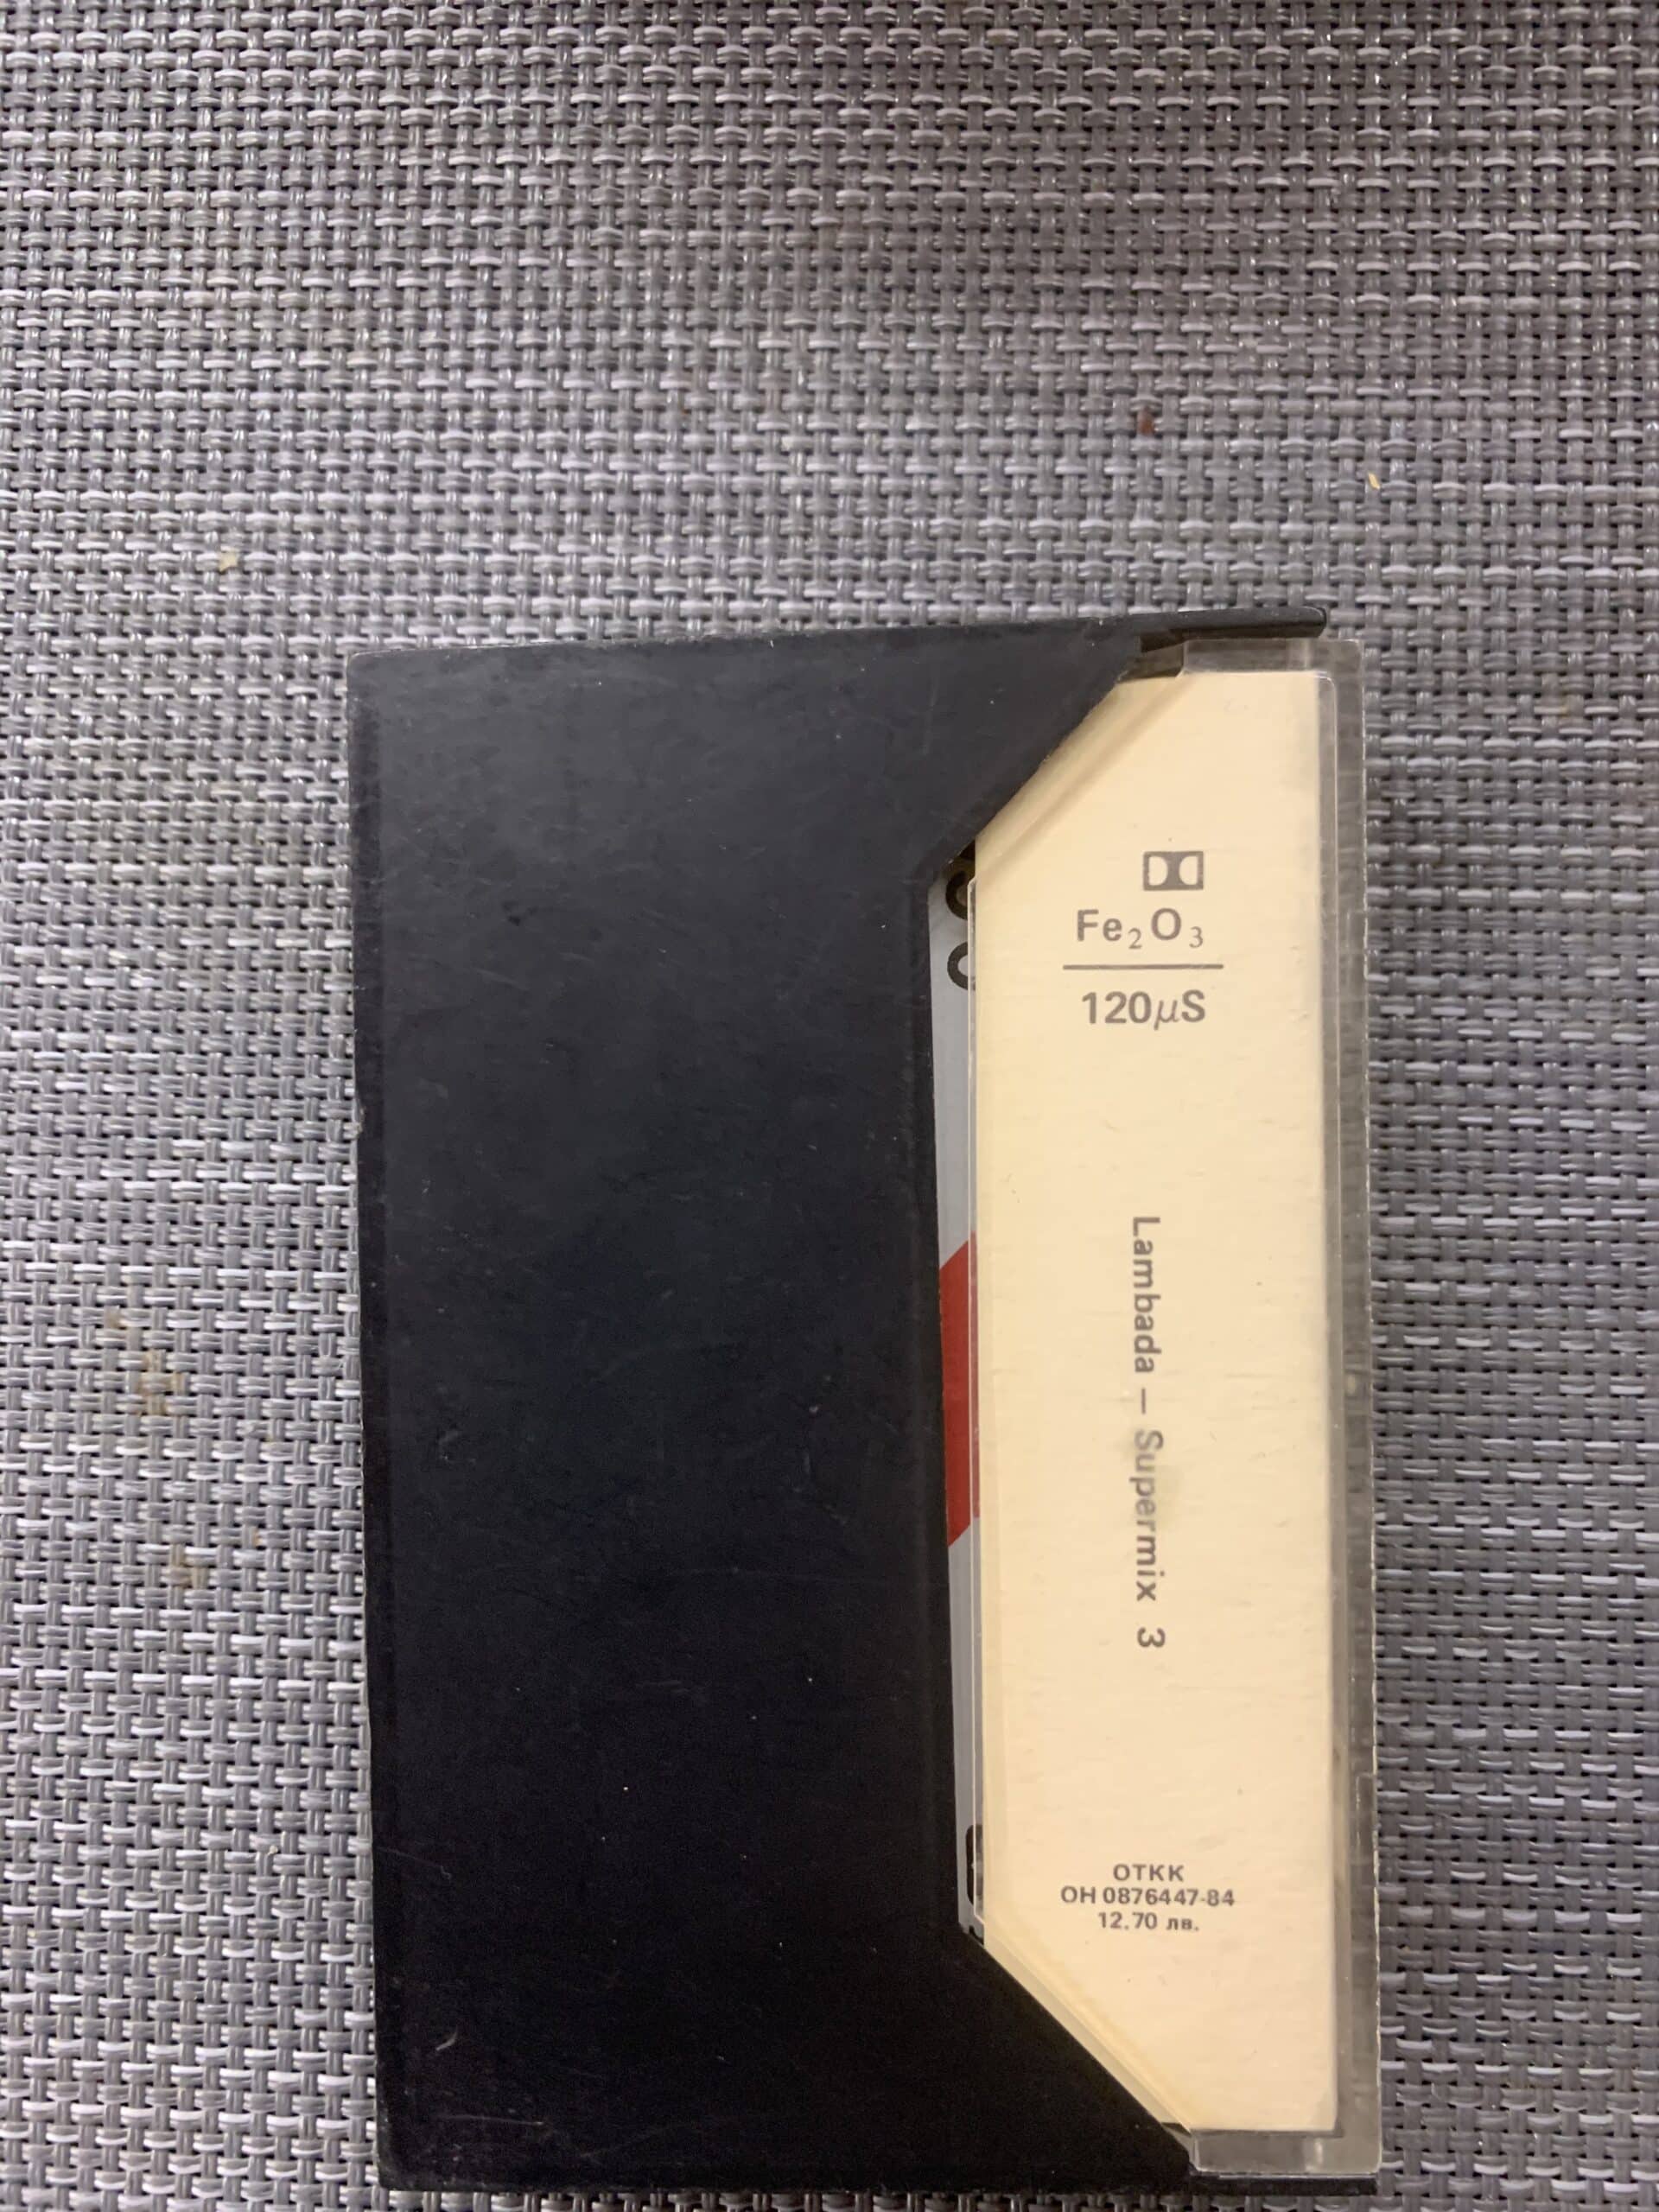 Fe₂O₃
120μS
Lambada – Supermix 3
ОТКК
ОН 0876447-84
12.70 лв.